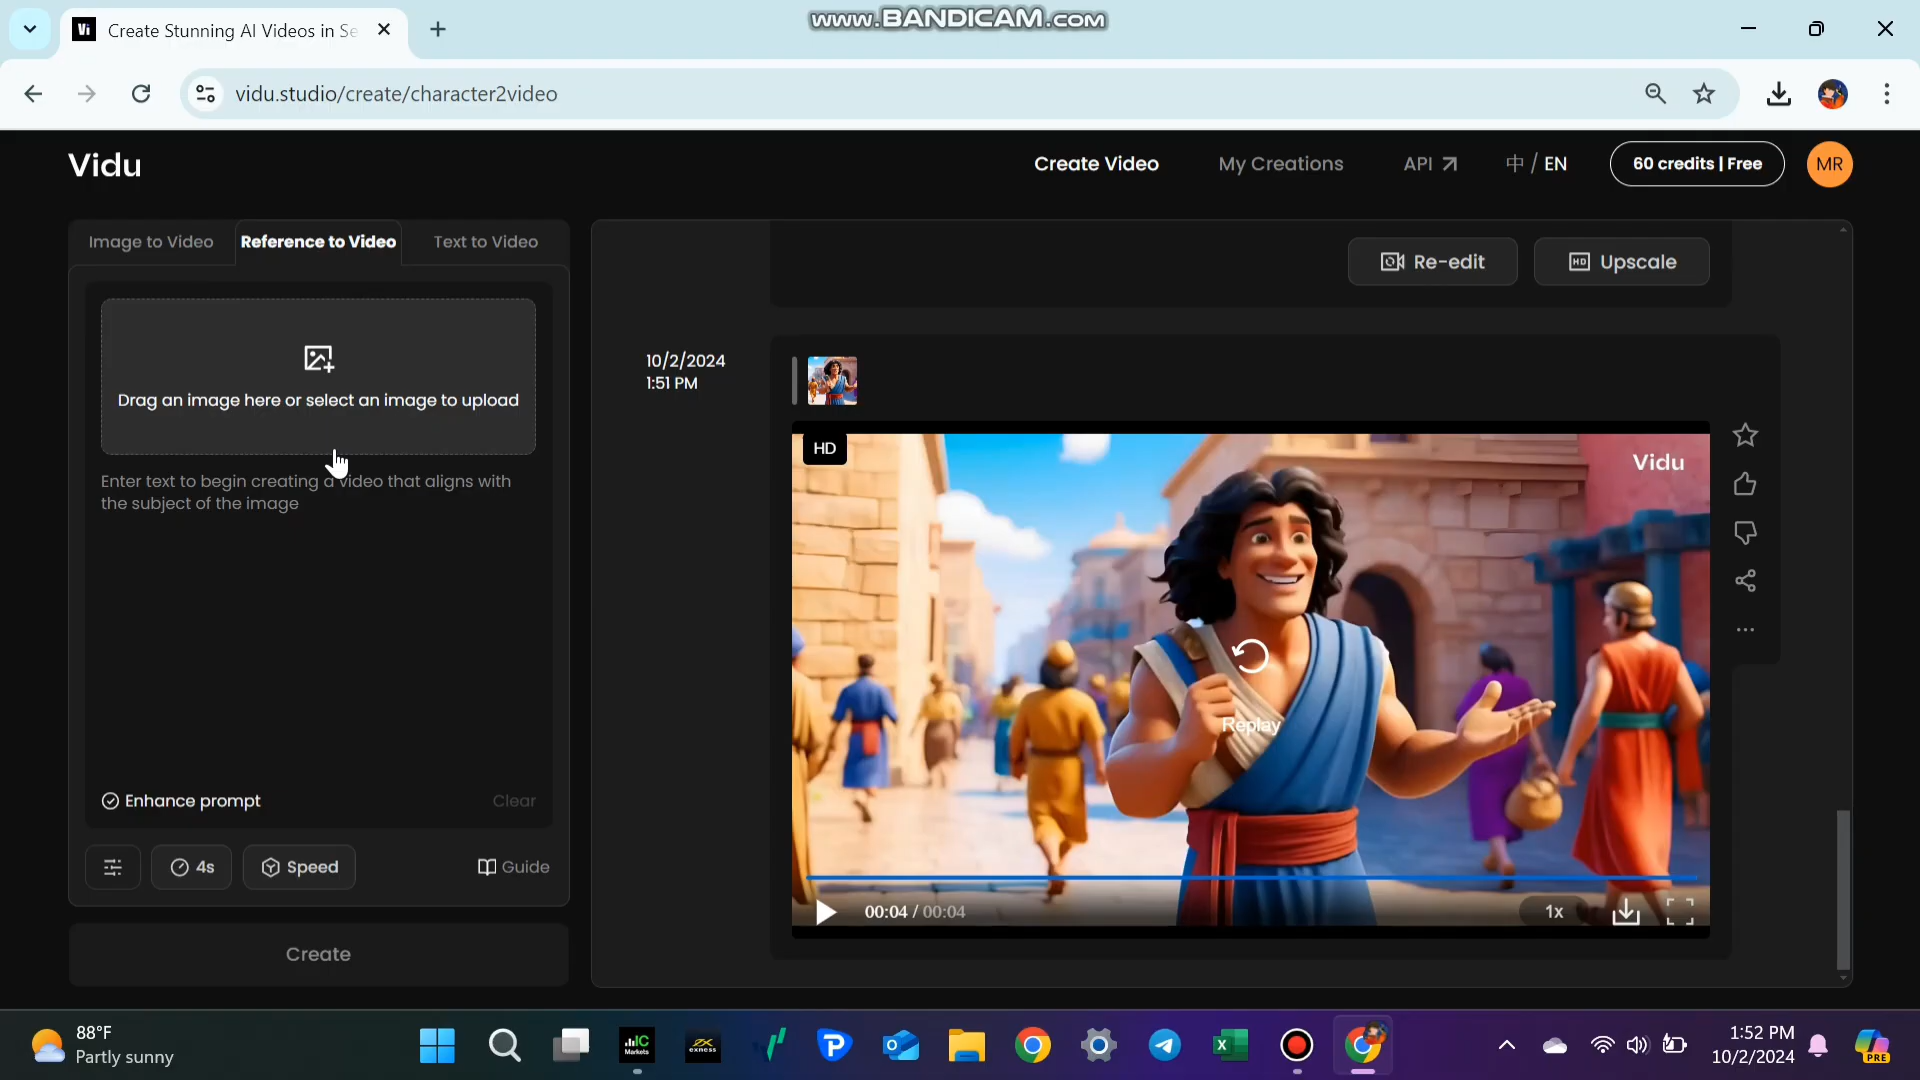 Create Stunning AI Videos in Se
www.BANDICAM.com
vidu.studio/create/character2video
Vidu
Create Video
My Creations
API
中 / EN
60 credits | Free
MR
Image to Video
Reference to Video
Text to Video
Re-edit
Upscale
Drag an image here or select an image to upload
Enter text to begin creating a video that aligns with
the subject of the image
10/2/2024
1:51 PM
HD
Vidu
Replay
Enhance prompt
Clear
4s
Speed
Guide
00:04 / 00:04
1x
Create
88°F
Partly sunny
IC
Markets
exness
1:52 PM
10/2/2024
PRE